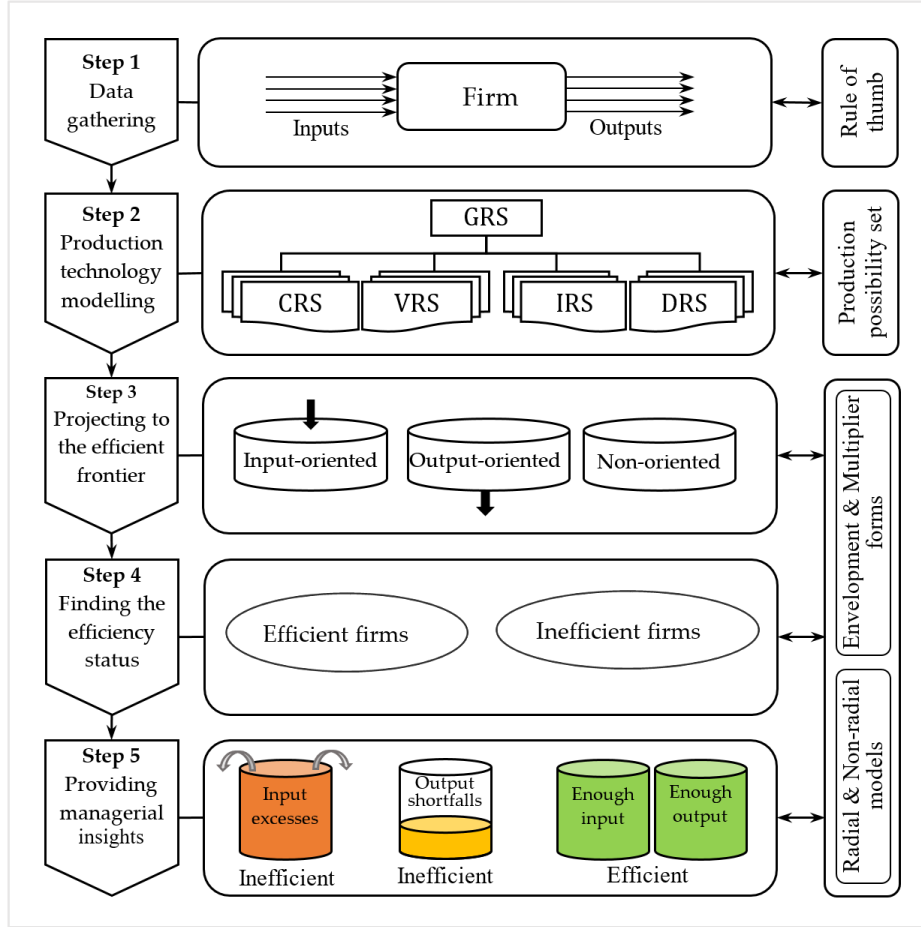 Step 1
Data
gathering
Firm
Inputs
Outputs
Rule of
thumb
Step 2
Production
technology
modelling
GRS
CRS
VRS
IRS
DRS
Production
possibility set
Step 3
Projecting to
the efficient
frontier
Input-oriented
Output-oriented
Non-oriented
Envelopment & Multiplier
forms
Step 4
Finding the
efficiency
status
Efficient firms
Inefficient firms
Step 5
Providing
managerial
insights
Input
excesses
Inefficient
Output
shortfalls
Inefficient
Enough
input
Enough
output
Efficient
Radial & Non-radial
models